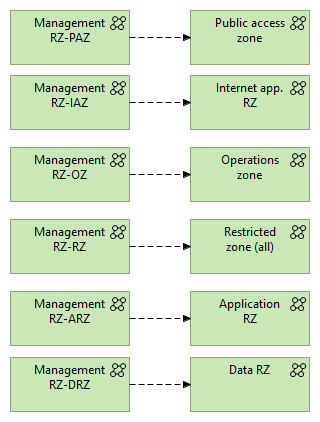 Management
RZ-PAZ
Public access
zone
Management
RZ-IAZ
Internet app.
RZ
Management
RZ-OZ
Operations
zone
Management
RZ-RZ
Restricted
zone (all)
Management
RZ-ARZ
Application
RZ
Management
RZ-DRZ
Data RZ